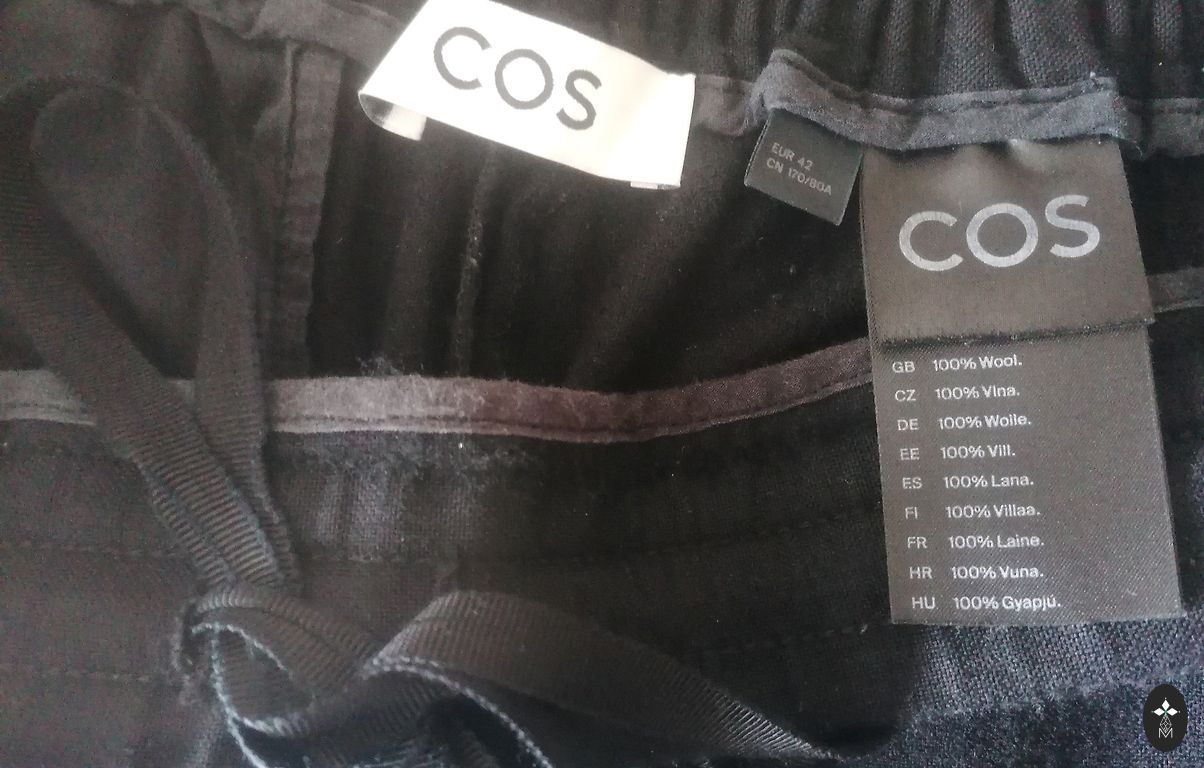 COS
EUR 42
CN 170/80A
COS
GB 100% Wool.
CZ 100% Vlna.
DE 100% Wolle.
EE 100% Vill.
ES 100% Lana.
FI 100% Villaa.
FR 100% Laine.
HR 100% Vuna.
HU 100% Gyapjú.
M